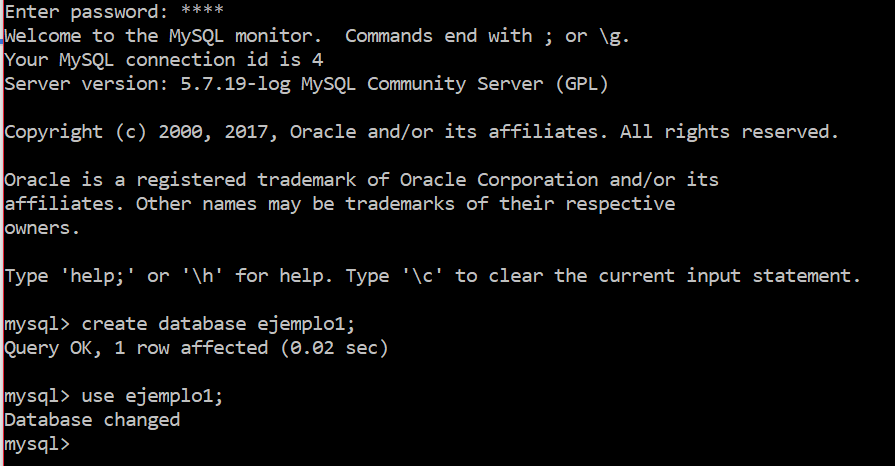 Enter password: ****
Welcome to the MySQL monitor.  Commands end with ; or \g.
Your MySQL connection id is 4
Server version: 5.7.19-log MySQL Community Server (GPL)
Copyright (c) 2000, 2017, Oracle and/or its affiliates. All rights reserved.
Oracle is a registered trademark of Oracle Corporation and/or its
affiliates. Other names may be trademarks of their respective
owners.
Type 'help;' or '\h' for help. Type '\c' to clear the current input statement.
mysql> create database ejemplo1;
Query OK, 1 row affected (0.02 sec)
mysql> use ejemplo1;
Database changed
mysql>